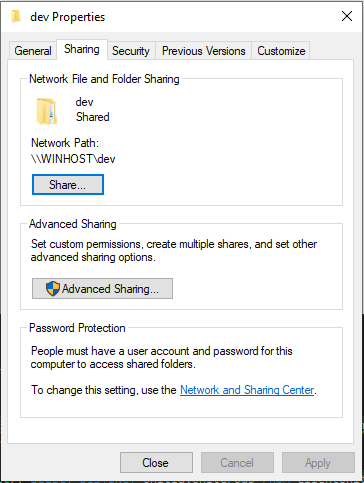 dev Properties
General
Sharing
Security
Previous Versions
Customize
Network File and Folder Sharing
dev
Shared
Network Path:
\\WINHOST\dev
Share...
Advanced Sharing
Set custom permissions, create multiple shares, and set other
advanced sharing options.
Advanced Sharing...
Password Protection
People must have a user account and password for this
computer to access shared folders.
To change this setting, use the Network and Sharing Center.
Close
Cancel
Apply